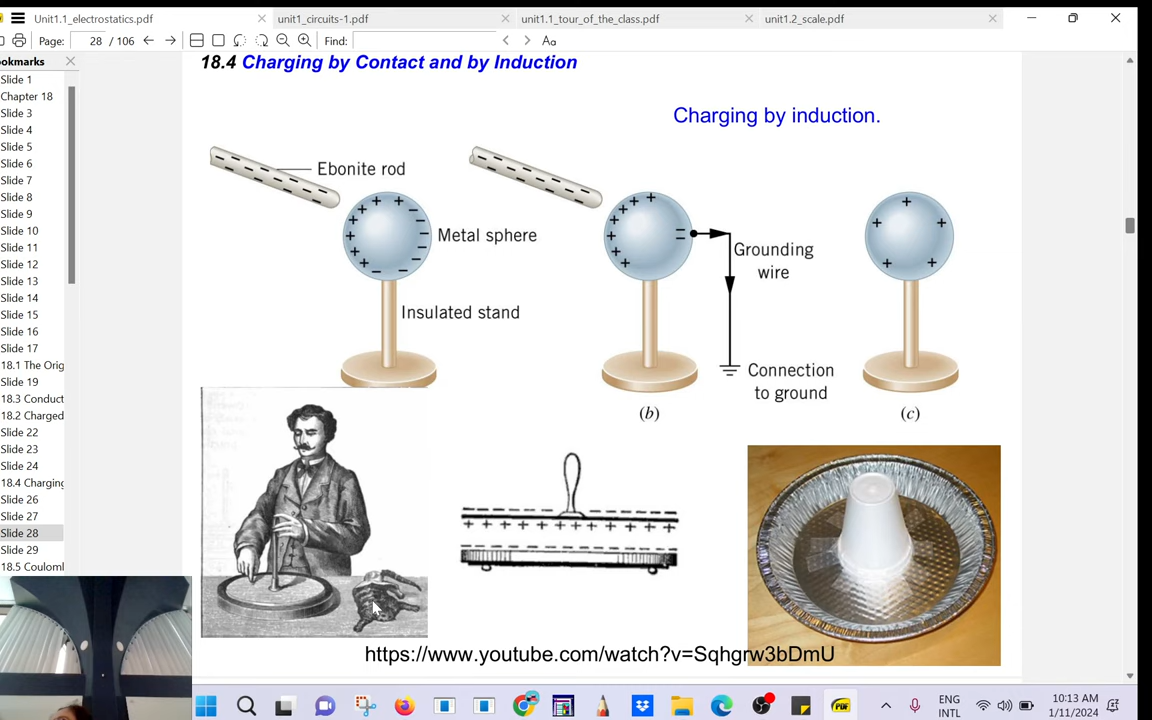 Unit1.1_electrostatics.pdf
unit1_circuits-1.pdf
unit1.1_tour_of_the_class.pdf
unit1.2_scale.pdf
Page: 28 / 106
Find:
Aa
ookmarks
Slide 1
Chapter 18
Slide 3
Slide 4
Slide 5
Slide 6
Slide 7
Slide 8
Slide 9
Slide 10
Slide 11
Slide 12
Slide 13
Slide 14
Slide 15
Slide 16
Slide 17
18.1 The Orig
Slide 19
18.3 Conduct
18.2 Charged
Slide 22
Slide 23
Slide 24
18.4 Charging
Slide 26
Slide 27
Slide 28
Slide 29
18.5 Coulomb
18.4 Charging by Contact and by Induction
Charging by induction.
Ebonite rod
Metal sphere
Insulated stand
Grounding
wire
Connection
to ground
(b)
(c)
https://www.youtube.com/watch?v=Sqhgrw3bDmU
PDF
ENG
INTL
10:13 AM
1/11/2024